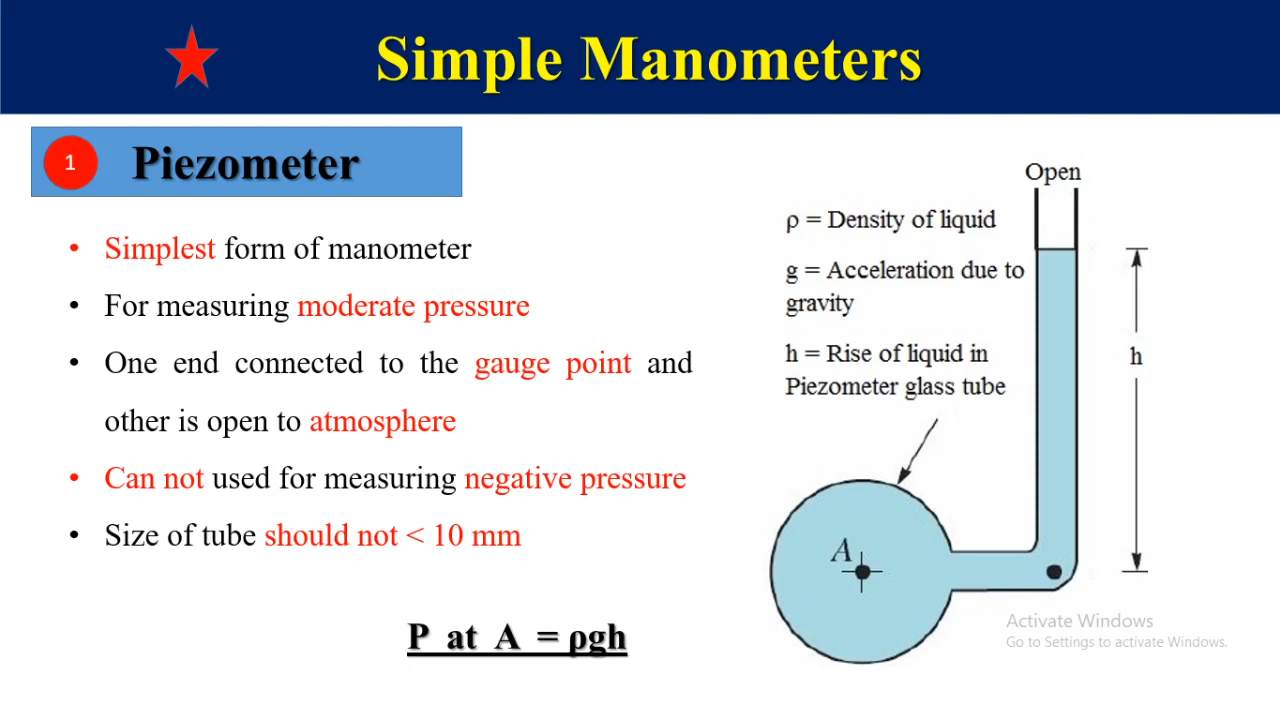 Simple Manometers
1 Piezometer
• Simplest form of manometer
• For measuring moderate pressure
• One end connected to the gauge point and
other is open to atmosphere
• Can not used for measuring negative pressure
• Size of tube should not < 10 mm
P at A = ρgh
Open
ρ = Density of liquid
g = Acceleration due to
gravity
h = Rise of liquid in
Piezometer glass tube
h
A
Activate Windows
Go to Settings to activate Windows.